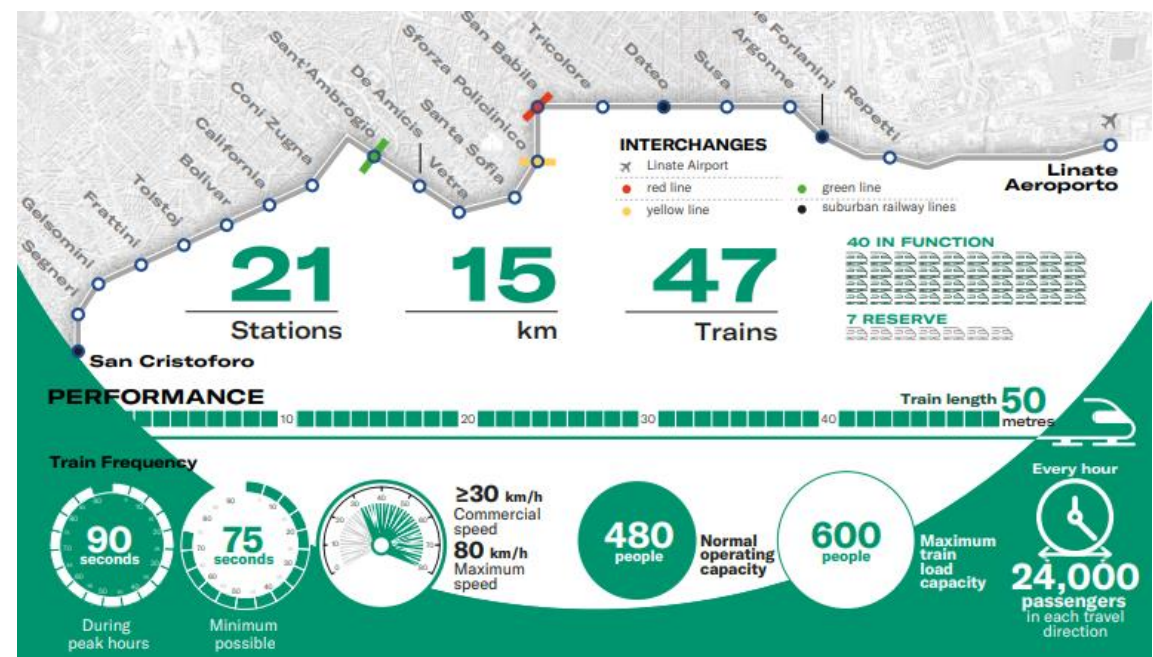 Segneri
Gelsomini
Frattini
Tolstoj
Bolivar
California
Coni Zugna
Sant'Ambrogio
De Amicis
Vetra
Santa Sofia
Sforza Policlinico
San Babila
Tricolore
Dateo
Susa
Argonne
Forlanini
Repetti
Linate
Aeroporto
San Cristoforo
INTERCHANGES
Linate Airport
red line
green line
yellow line
suburban railway lines
21
Stations
15
km
47
Trains
40 IN FUNCTION
7 RESERVE
PERFORMANCE
Train length 50
metres
10 20 30 40
Train Frequency
90
seconds
During
peak hours
75
seconds
Minimum
possible
≥30 km/h
Commercial
speed
80 km/h
Maximum
speed
480
people
Normal
operating
capacity
600
people
Maximum
train
load
capacity
Every hour
24,000
passengers
in each travel
direction